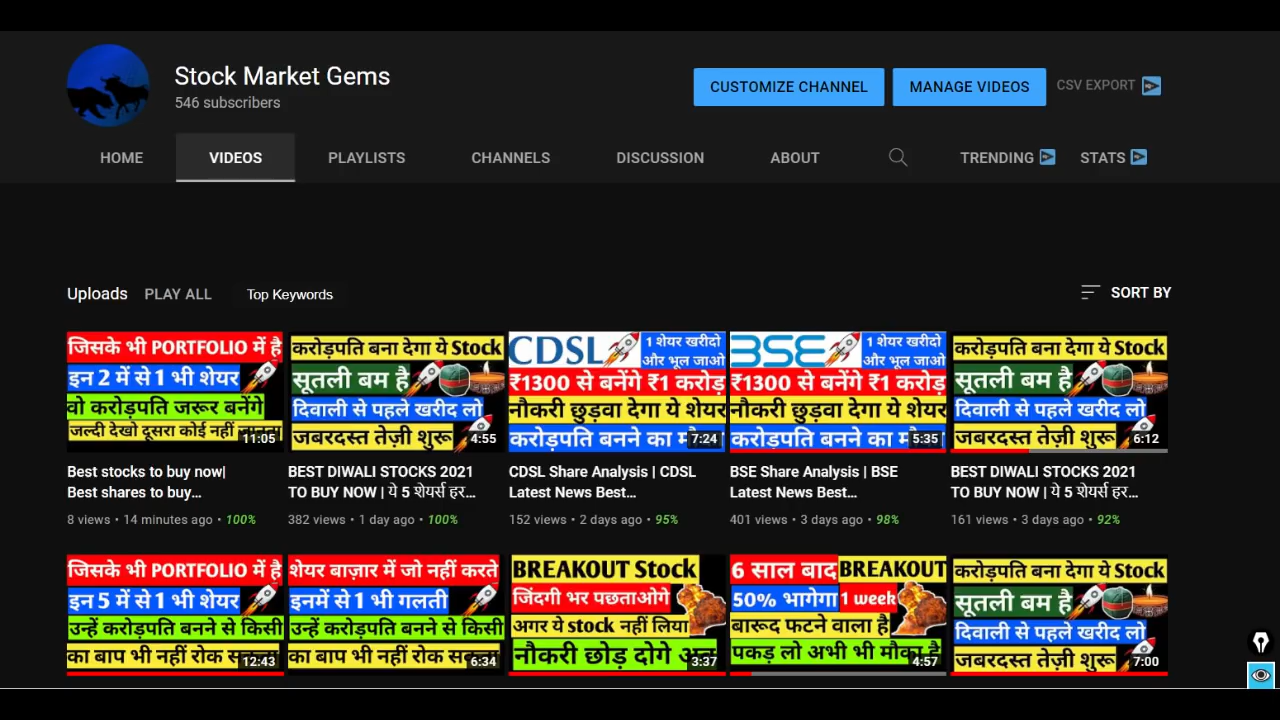 Stock Market Gems
546 subscribers
CUSTOMIZE CHANNEL
MANAGE VIDEOS
CSV EXPORT
HOME
VIDEOS
PLAYLISTS
CHANNELS
DISCUSSION
ABOUT
TRENDING
STATS
Uploads
PLAY ALL
Top Keywords
SORT BY
जिसके भी PORTFOLIO में है
इन 2 में से 1 भी शेयर
वो करोड़पति जरूर बनेंगे
जल्दी देखो दूसरा कोई नहीं
11:05
Best stocks to buy now|
Best shares to buy...
8 views • 14 minutes ago • 100%
करोड़पति बना देगा ये Stock
सूतली बम है
दिवाली से पहले खरीद लो
जबरदस्त तेज़ी शुरू
4:55
BEST DIWALI STOCKS 2021
TO BUY NOW | ये 5 शेयर्स हर...
382 views • 1 day ago • 100%
CDSL
1 शेयर खरीदो
और भूल जाओ
₹1300 से बनेंगे ₹1 करोड़
नौकरी छुड़वा देगा ये शेयर
करोड़पति बनने का
7:24
CDSL Share Analysis | CDSL
Latest News Best...
152 views • 2 days ago • 95%
BSE
1 शेयर खरीदो
और भूल जाओ
₹1300 से बनेंगे ₹1 करोड़
नौकरी छुड़वा देगा ये शेयर
करोड़पति बनने का
5:35
BSE Share Analysis | BSE
Latest News Best...
401 views • 3 days ago • 98%
करोड़पति बना देगा ये Stock
सूतली बम है
दिवाली से पहले खरीद लो
जबरदस्त तेज़ी शुरू
6:12
BEST DIWALI STOCKS 2021
TO BUY NOW | ये 5 शेयर्स हर...
161 views • 3 days ago • 92%
जिसके भी PORTFOLIO में है
इन 5 में से 1 भी शेयर
उन्हें करोड़पति बनने से किसी
का बाप भी नहीं रोक
12:43
शेयर बाज़ार में जो नहीं करते
इनमें से 1 भी गलती
उन्हें करोड़पति बनने से किसी
का बाप भी नहीं रोक
6:34
BREAKOUT Stock
जिंदगी भर पछताओगे
अगर ये stock नहीं लिया
नौकरी छोड़ दोगे
3:37
6 साल बाद BREAKOUT
50% भागेगा 1 week
बारूद फटने वाला है
पकड़ लो अभी भी मौका है
4:57
करोड़पति बना देगा ये Stock
सूतली बम है
दिवाली से पहले खरीद लो
जबरदस्त तेज़ी शुरू
7:00